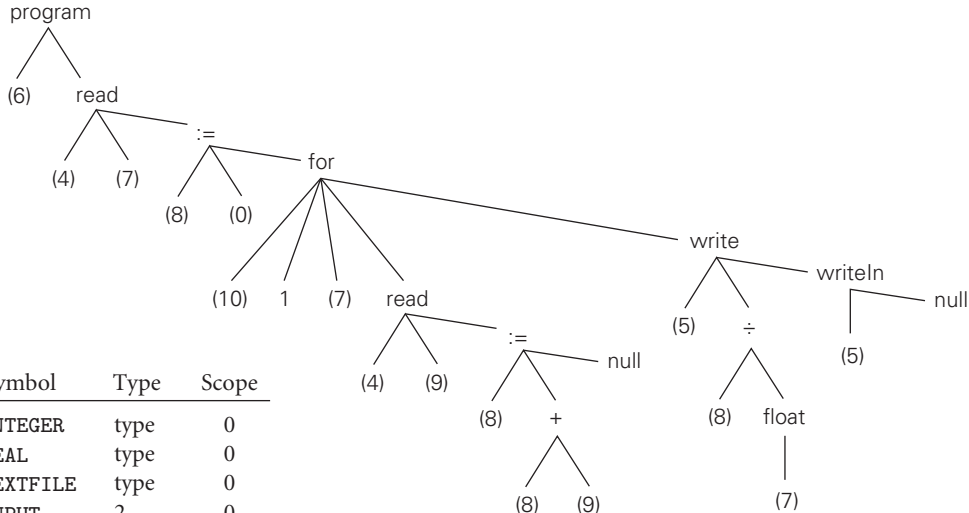 program
(6) read
:=
for
(4) (7)
(8) (0)
write
writeln
(10) 1 (7) read
null
(5) ÷
:=
(5)
null
(4) (9)
(8) +
(8) float
(8) (9)
(7)
ymbol Type Scope
NTEGER type 0
EAL type 0
EXTFILE type 0